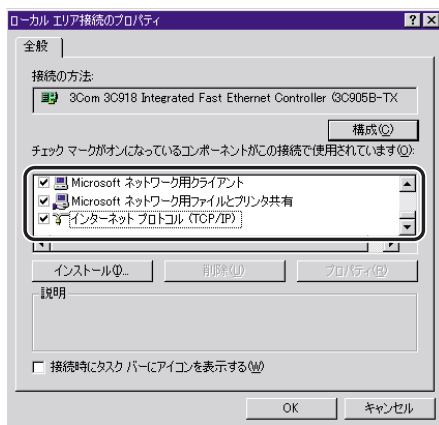 ローカル エリア接続のプロパティ
全般
接続の方法:
3Com 3C918 Integrated Fast Ethernet Controller (3C905B-TX
構成(C)
チェック マークがオンになっているコンポーネントがこの接続で使用されています(O):
Microsoft ネットワーク用クライアント
Microsoft ネットワーク用ファイルとプリンタ共有
インターネット プロトコル (TCP/IP)
インストール(I)... 削除(U) プロパティ(R)
説明
接続時にタスク バーにアイコンを表示する(W)
OK キャンセル